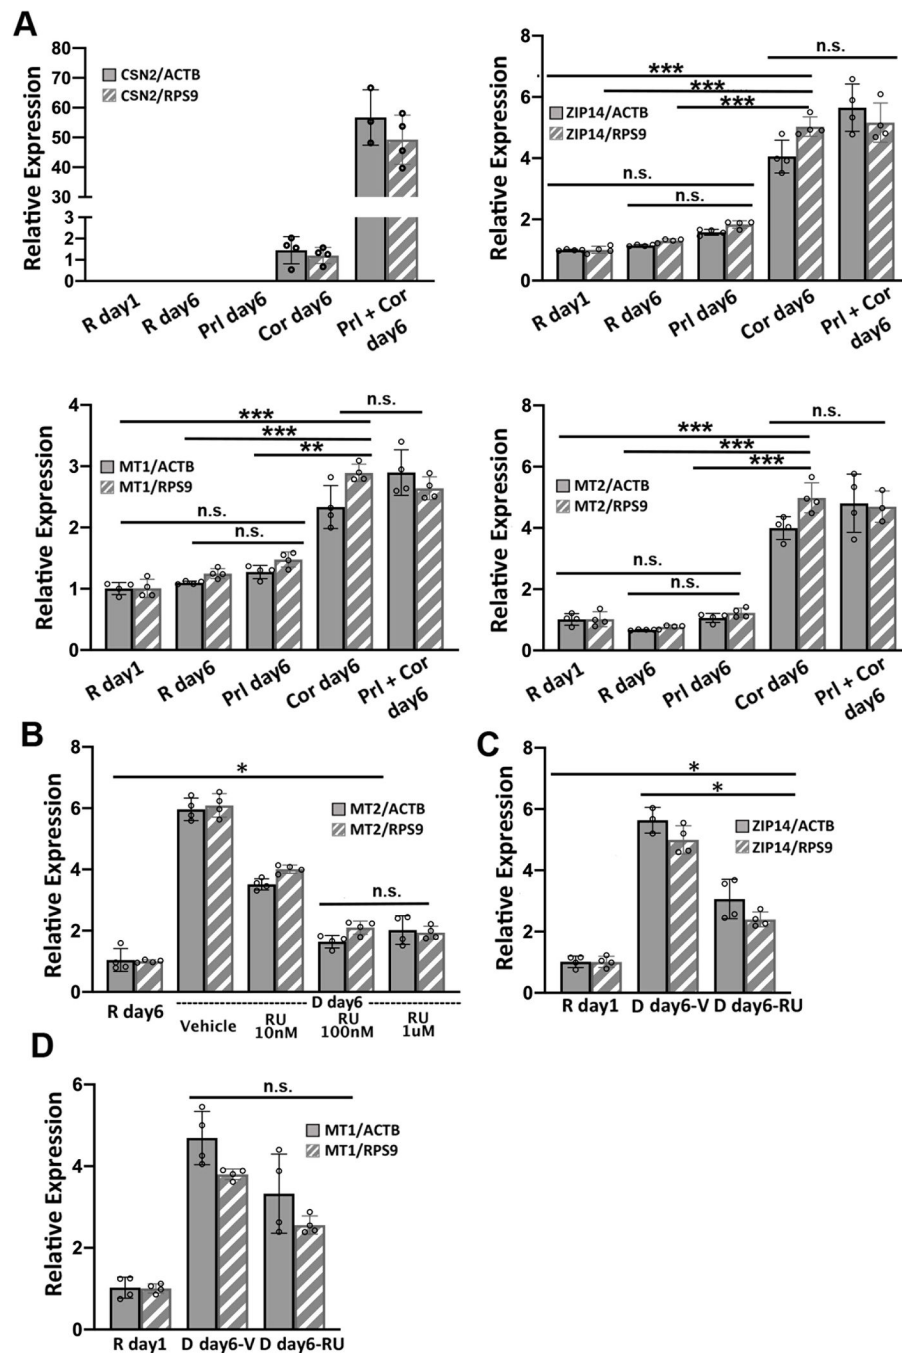 A
Relative Expression
80
70
60
50
40
30
3
2
1
0
CSN2/ACTB
CSN2/RPS9
R day1
R day6
Prl day6
Cor day6
Prl + Cor
day6
Relative Expression
8
6
4
2
0
n.s.
***
***
***
ZIP14/ACTB
ZIP14/RPS9
n.s.
n.s.
R day1
R day6
Prl day6
Cor day6
Prl + Cor
day6
Relative Expression
4
3
2
1
0
n.s.
***
***
**
MT1/ACTB
MT1/RPS9
n.s.
n.s.
R day1
R day6
Prl day6
Cor day6
Prl + Cor
day6
Relative Expression
8
6
4
2
0
n.s.
***
***
***
MT2/ACTB
MT2/RPS9
n.s.
n.s.
R day1
R day6
Prl day6
Cor day6
Prl + Cor
day6
B
Relative Expression
8
6
4
2
0
*
MT2/ACTB
MT2/RPS9
n.s.
R day6
D day6
Vehicle
RU
10nM
RU
100nM
RU
1uM
C
Relative Expression
8
6
4
2
0
*
*
ZIP14/ACTB
ZIP14/RPS9
R day1
D day6-V
D day6-RU
D
Relative Expression
6
4
2
0
n.s.
MT1/ACTB
MT1/RPS9
R day1
D day6-V
D day6-RU